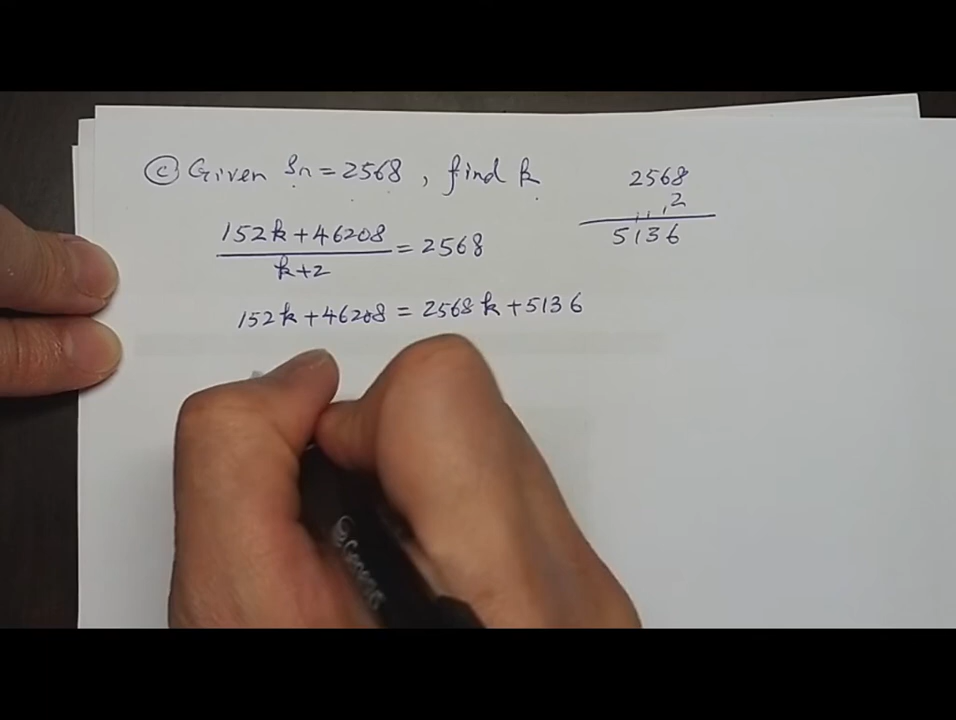 ⓒ Given Sn = 2568 , find k
2568
2
5136
152k + 46208 / k+2 = 2568
152k + 46208 = 2568k + 5136